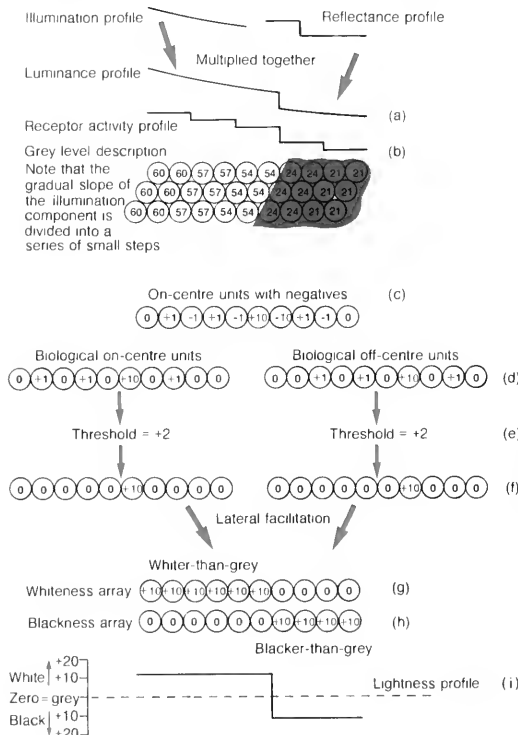 Illumination profile
Reflectance profile
Multiplied together
Luminance profile
(a)
Receptor activity profile
(b)
Grey level description
Note that the
gradual slope of
the illumination
component is
divided into a
series of small steps
60 60 57 57 54 54 24 24 21 21
60 60 57 57 54 54 24 24 21 21
60 60 57 57 54 54 24 24 21 21
On-centre units with negatives (c)
0 +1 -1 +1 -1 +10 -10 +1 -1 0
Biological on-centre units
Biological off-centre units
0 +1 0 +1 0 +10 0 +1 0 0
0 0 +1 0 +1 0 +10 0 +1 0 (d)
Threshold = +2
Threshold = +2 (e)
0 0 0 0 0 +10 0 0 0 0
0 0 0 0 0 0 +10 0 0 0 (f)
Lateral facilitation
Whiter-than-grey
Whiteness array +10 +10 +10 +10 +10 +10 0 0 0 0 (g)
Blackness array 0 0 0 0 0 0 +10 +10 +10 +10 (h)
Blacker-than-grey
+20
White +10
Lightness profile (i)
Zero = grey
Black +10
+20